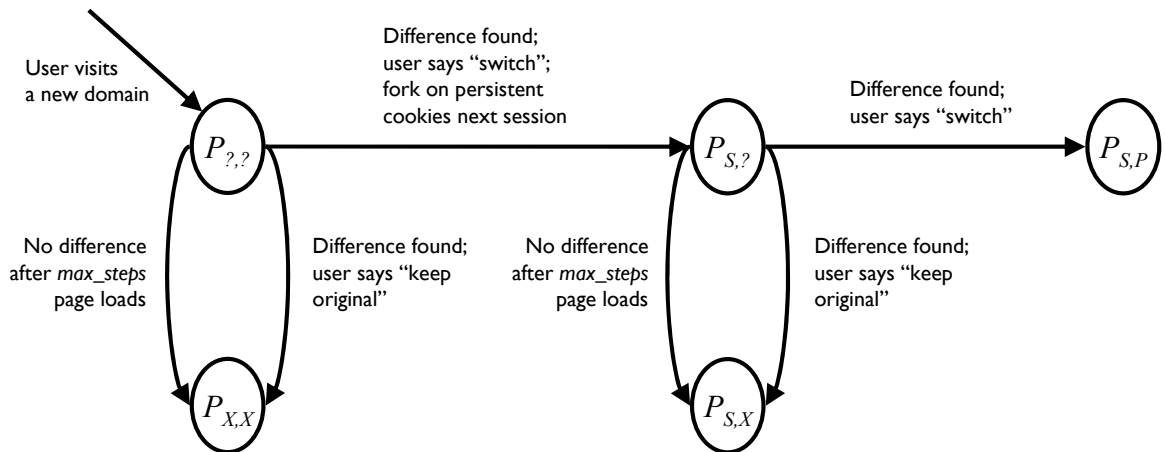 User visits
a new domain
Difference found;
user says “switch”;
fork on persistent
cookies next session
Difference found;
user says “switch”
P?,?
PS,?
PS,P
No difference
after max_steps
page loads
Difference found;
user says “keep
original”
No difference
after max_steps
page loads
Difference found;
user says “keep
original”
PX,X
PS,X